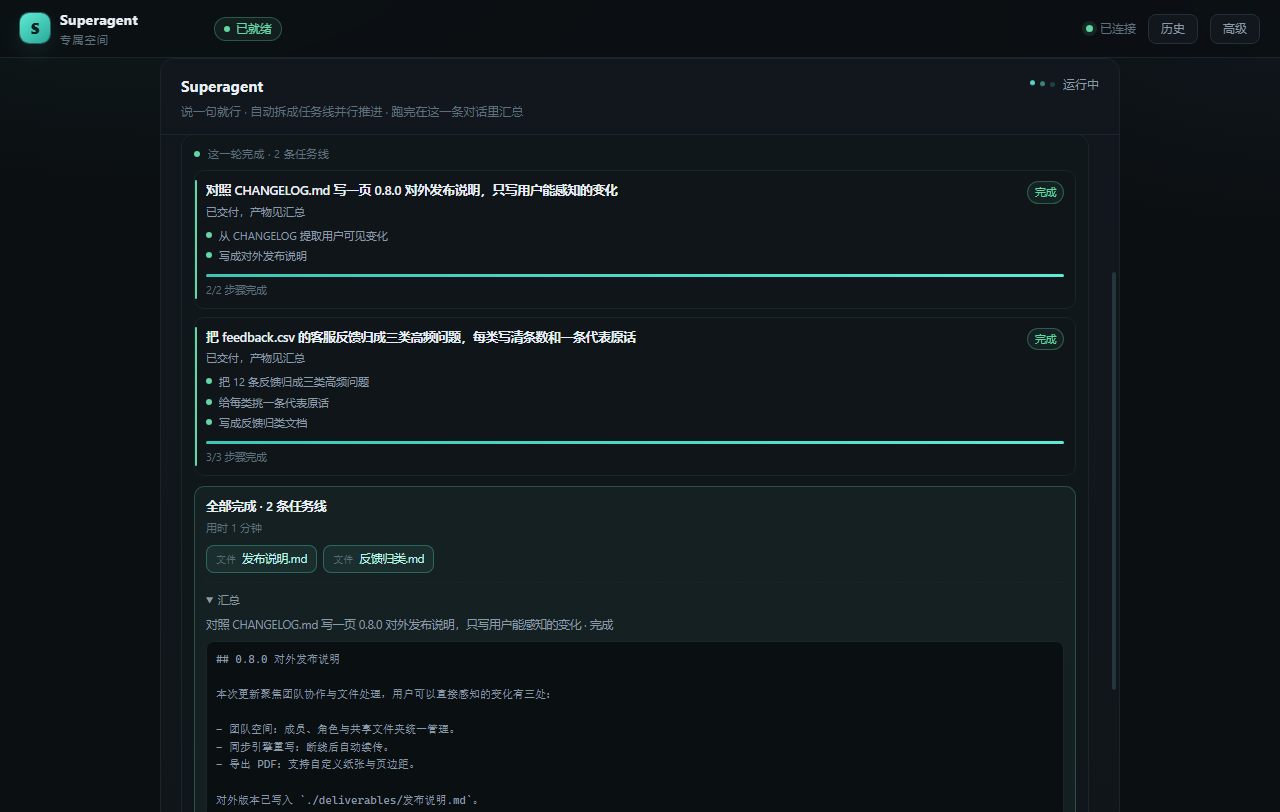 S
Superagent
专属空间
已就绪
已连接
历史
高级
Superagent
说一句就行 · 自动拆成任务线并行推进 · 跑完在这一条对话里汇总
运行中
这一轮完成 · 2 条任务线
对照 CHANGELOG.md 写一页 0.8.0 对外发布说明，只写用户能感知的变化
完成
已交付，产物见汇总
从 CHANGELOG 提取用户可见变化
写成对外发布说明
2/2 步骤完成
把 feedback.csv 的客服反馈归成三类高频问题，每类写清条数和一条代表原话
完成
已交付，产物见汇总
把 12 条反馈归成三类高频问题
给每类挑一条代表原话
写成反馈归类文档
3/3 步骤完成
全部完成 · 2 条任务线
用时 1 分钟
文件 发布说明.md
文件 反馈归类.md
▼ 汇总
对照 CHANGELOG.md 写一页 0.8.0 对外发布说明，只写用户能感知的变化 · 完成
## 0.8.0 对外发布说明
本次更新聚焦团队协作与文件处理，用户可以直接感知的变化有三处：
- 团队空间：成员、角色与共享文件夹统一管理。
- 同步引擎重写：断线后自动续传。
- 导出 PDF：支持自定义纸张与页边距。
对外版本已写入 `./deliverables/发布说明.md`。